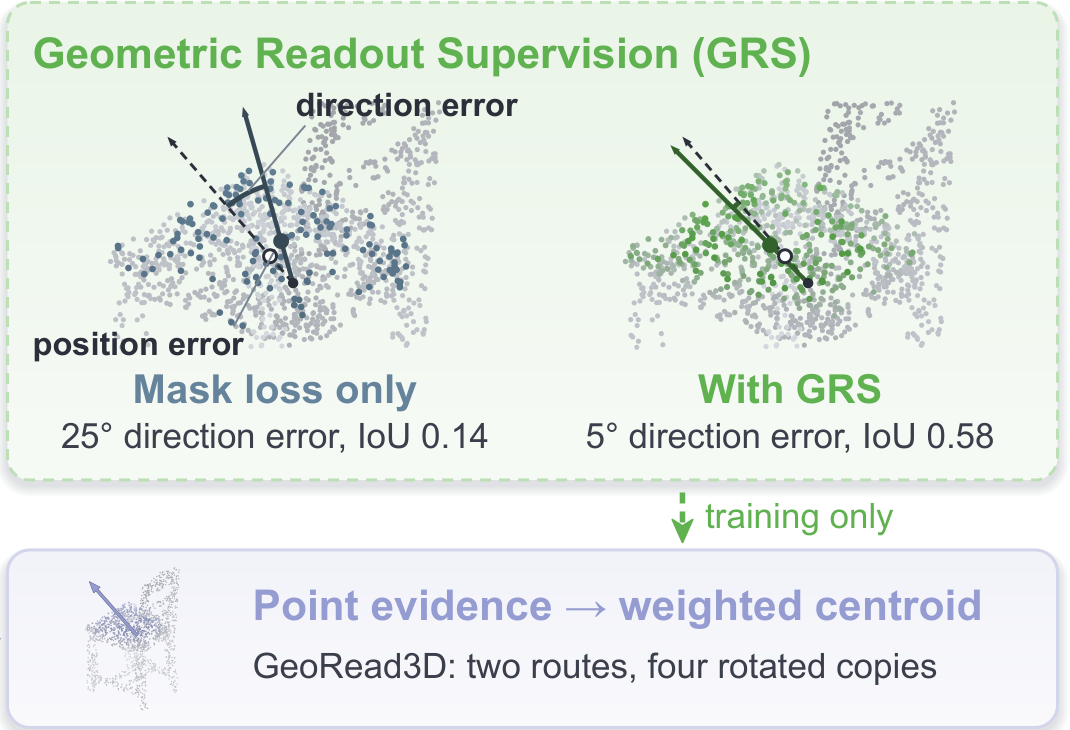 Geometric Readout Supervision (GRS)
direction error
position error
Mask loss only
25° direction error, IoU 0.14
With GRS
5° direction error, IoU 0.58
training only
Point evidence → weighted centroid
GeoRead3D: two routes, four rotated copies